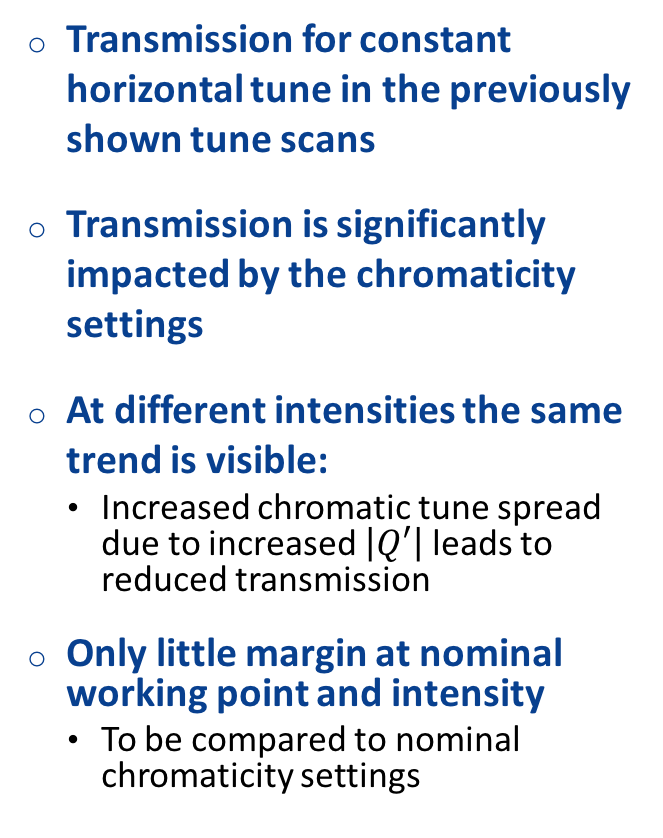 ○ Transmission for constant
horizontal tune in the previously
shown tune scans
○ Transmission is significantly
impacted by the chromaticity
settings
○ At different intensities the same
trend is visible:
• Increased chromatic tune spread
due to increased |Q′| leads to
reduced transmission
○ Only little margin at nominal
working point and intensity
• To be compared to nominal
chromaticity settings